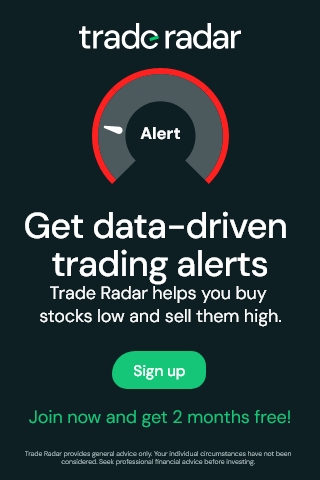 trade radar
Alert
Get data-driven
trading alerts
Trade Radar helps you buy
stocks low and sell them high.
Sign up
Join now and get 2 months free!
Trade Radar provides general advice only. Your individual circumstances have not been
considered. Seek professional financial advice before investing.